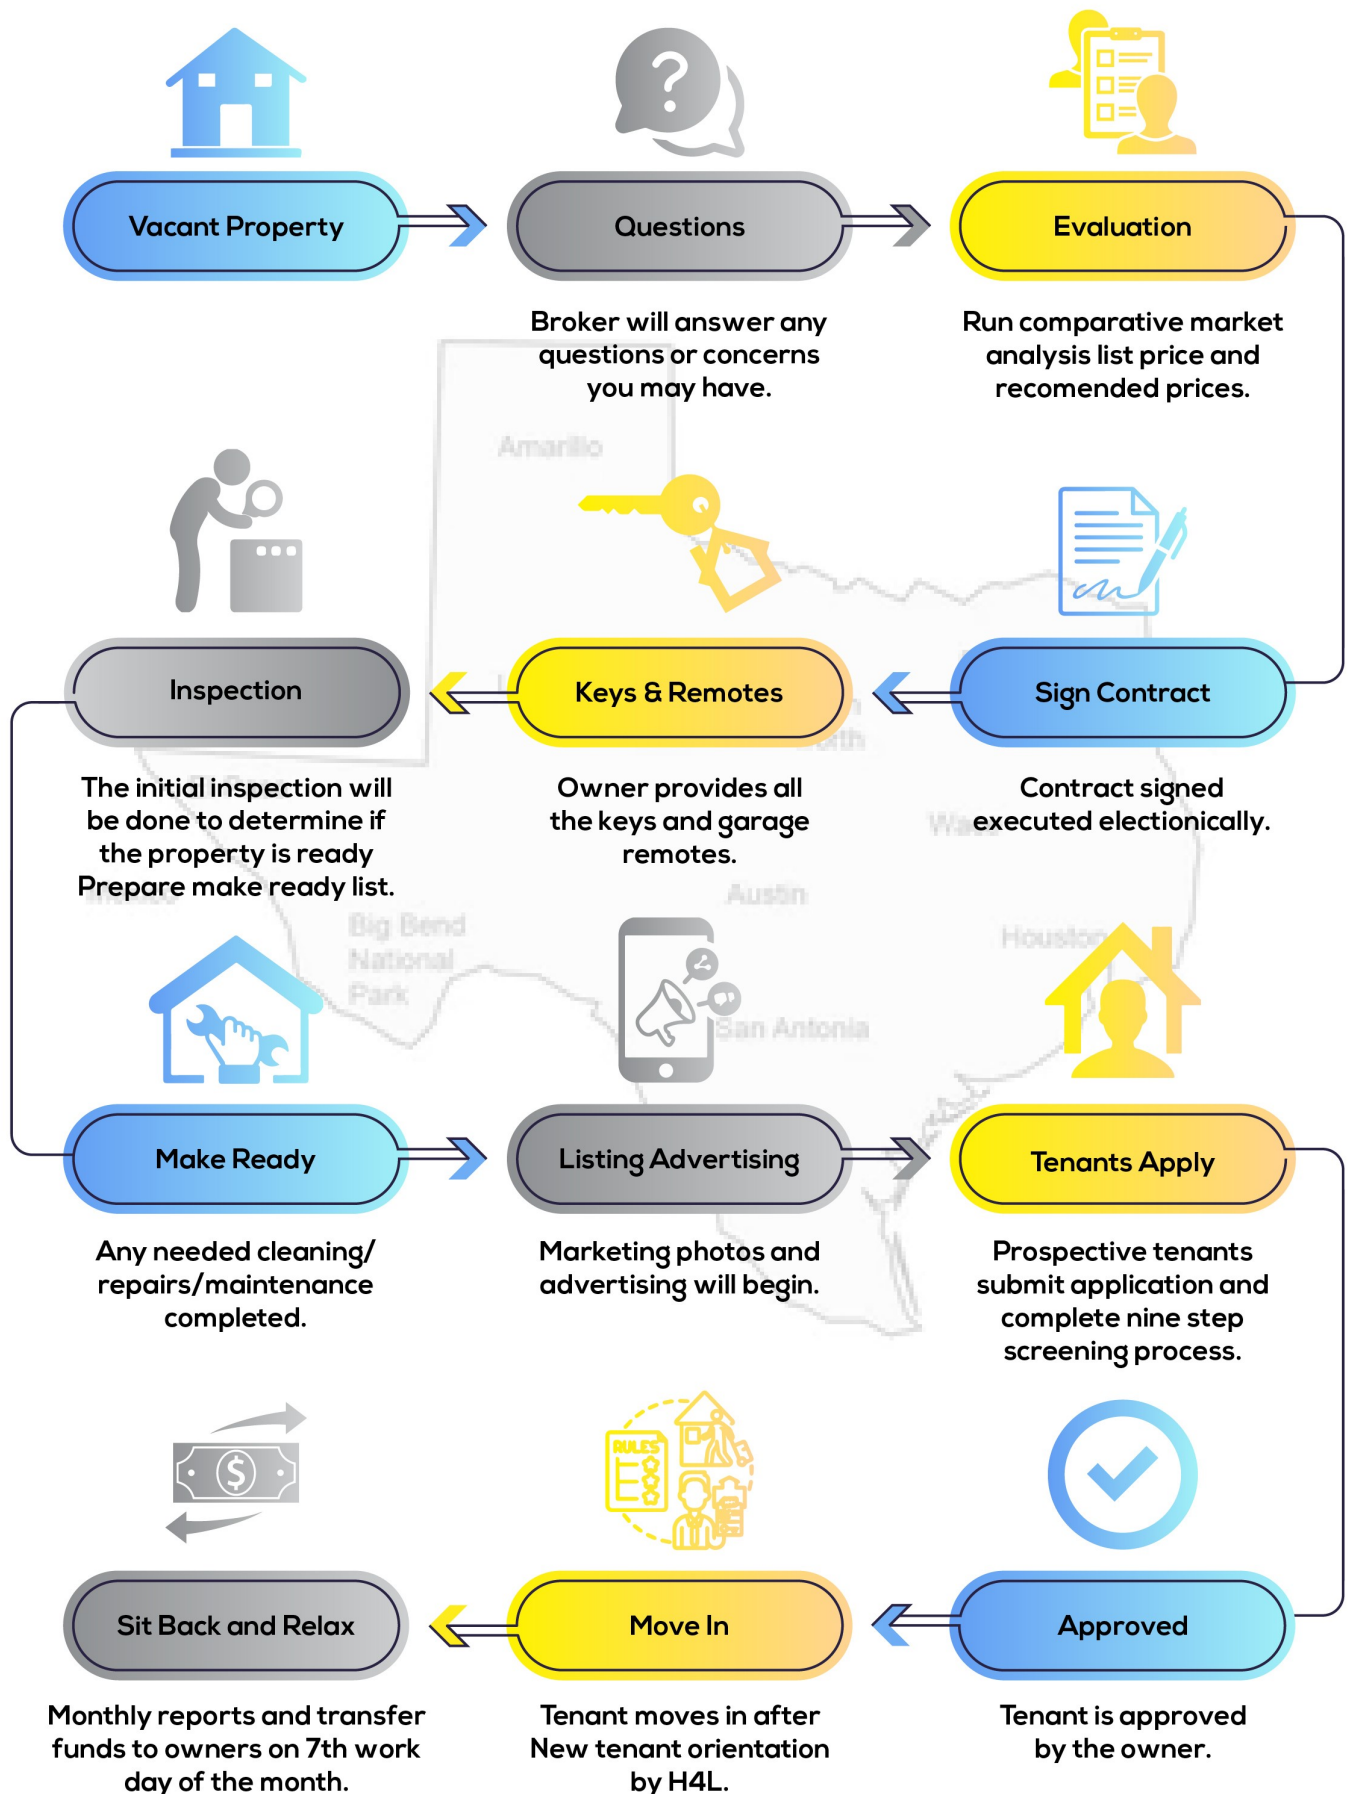 Vacant Property
Questions
Evaluation
Broker will answer any
questions or concerns
you may have.
Run comparative market
analysis list price and
recomended prices.
Amarillo
Sign Contract
Contract signed
executed electionically.
Keys & Remotes
Owner provides all
the keys and garage
remotes.
Inspection
The initial inspection will
be done to determine if
the property is ready
Prepare make ready list.
Austin
Big Bend
National
Park
Houston
San Antonia
Make Ready
Any needed cleaning/
repairs/maintenance
completed.
Listing Advertising
Marketing photos and
advertising will begin.
Tenants Apply
Prospective tenants
submit application and
complete nine step
screening process.
RULES
Approved
Tenant is approved
by the owner.
Move In
Tenant moves in after
New tenant orientation
by H4L.
Sit Back and Relax
Monthly reports and transfer
funds to owners on 7th work
day of the month.